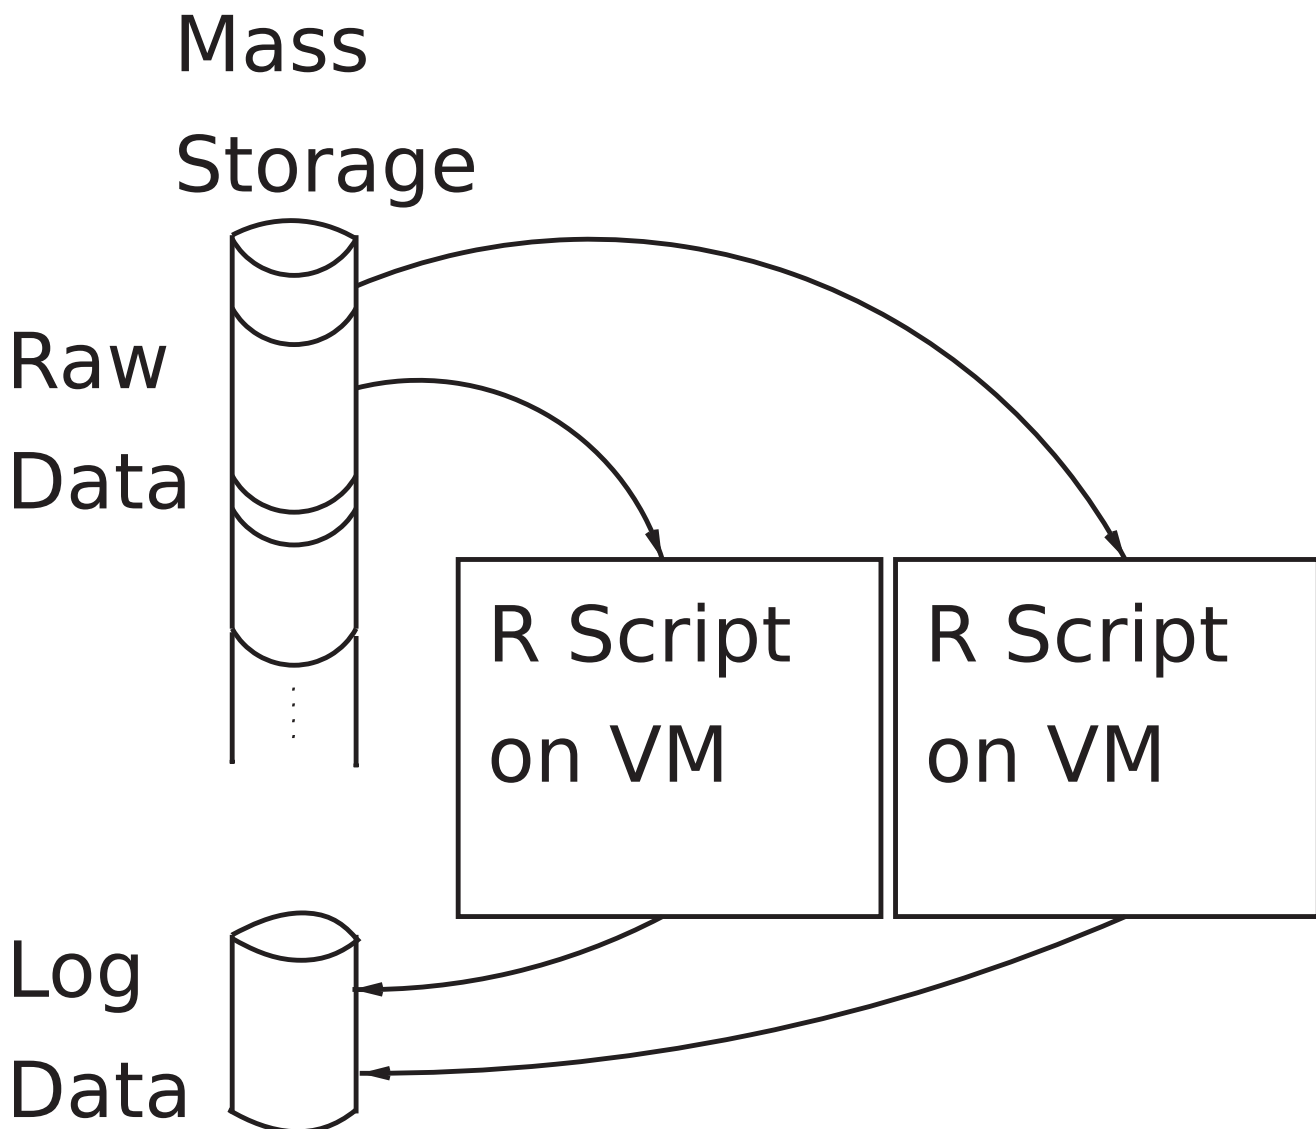 Mass
Storage
Raw
Data
R Script
on VM
R Script
on VM
Log
Data